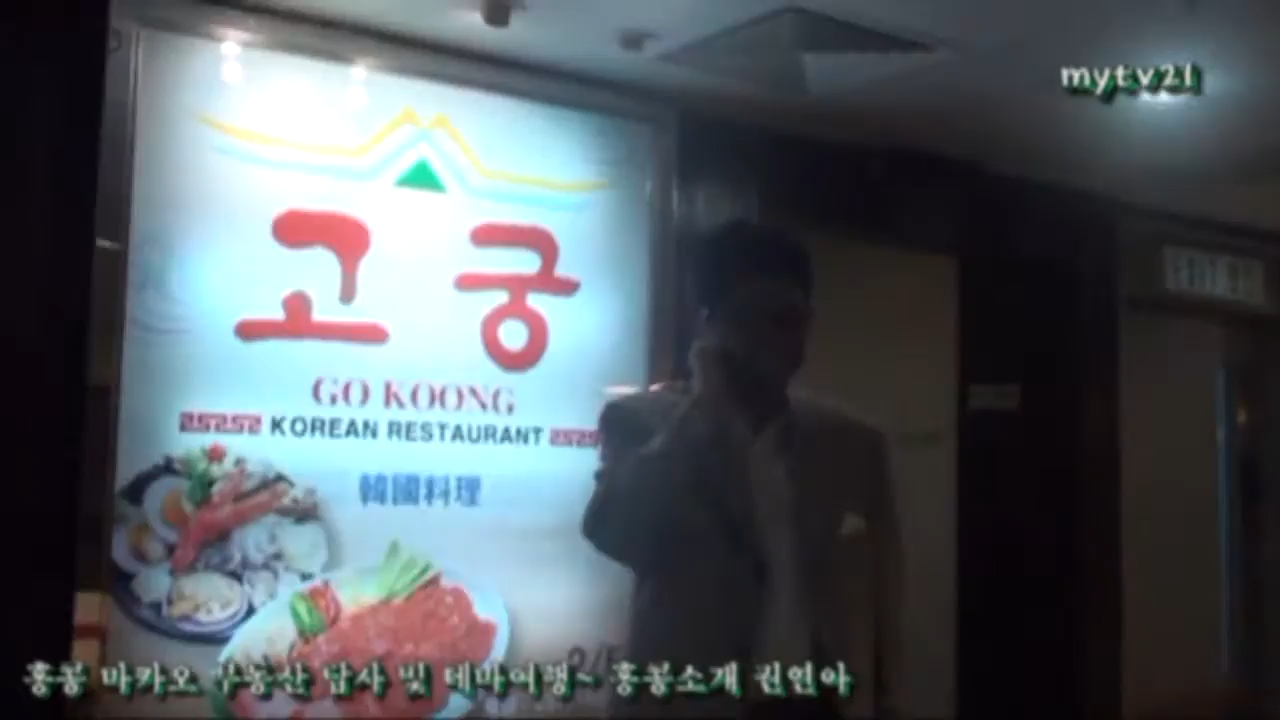 mytv21
고궁
GO KOONG
KOREAN RESTAURANT
韓國料理
홍콩 마카오 부동산 답사 및 테마여행~ 홍콩소개 권연아